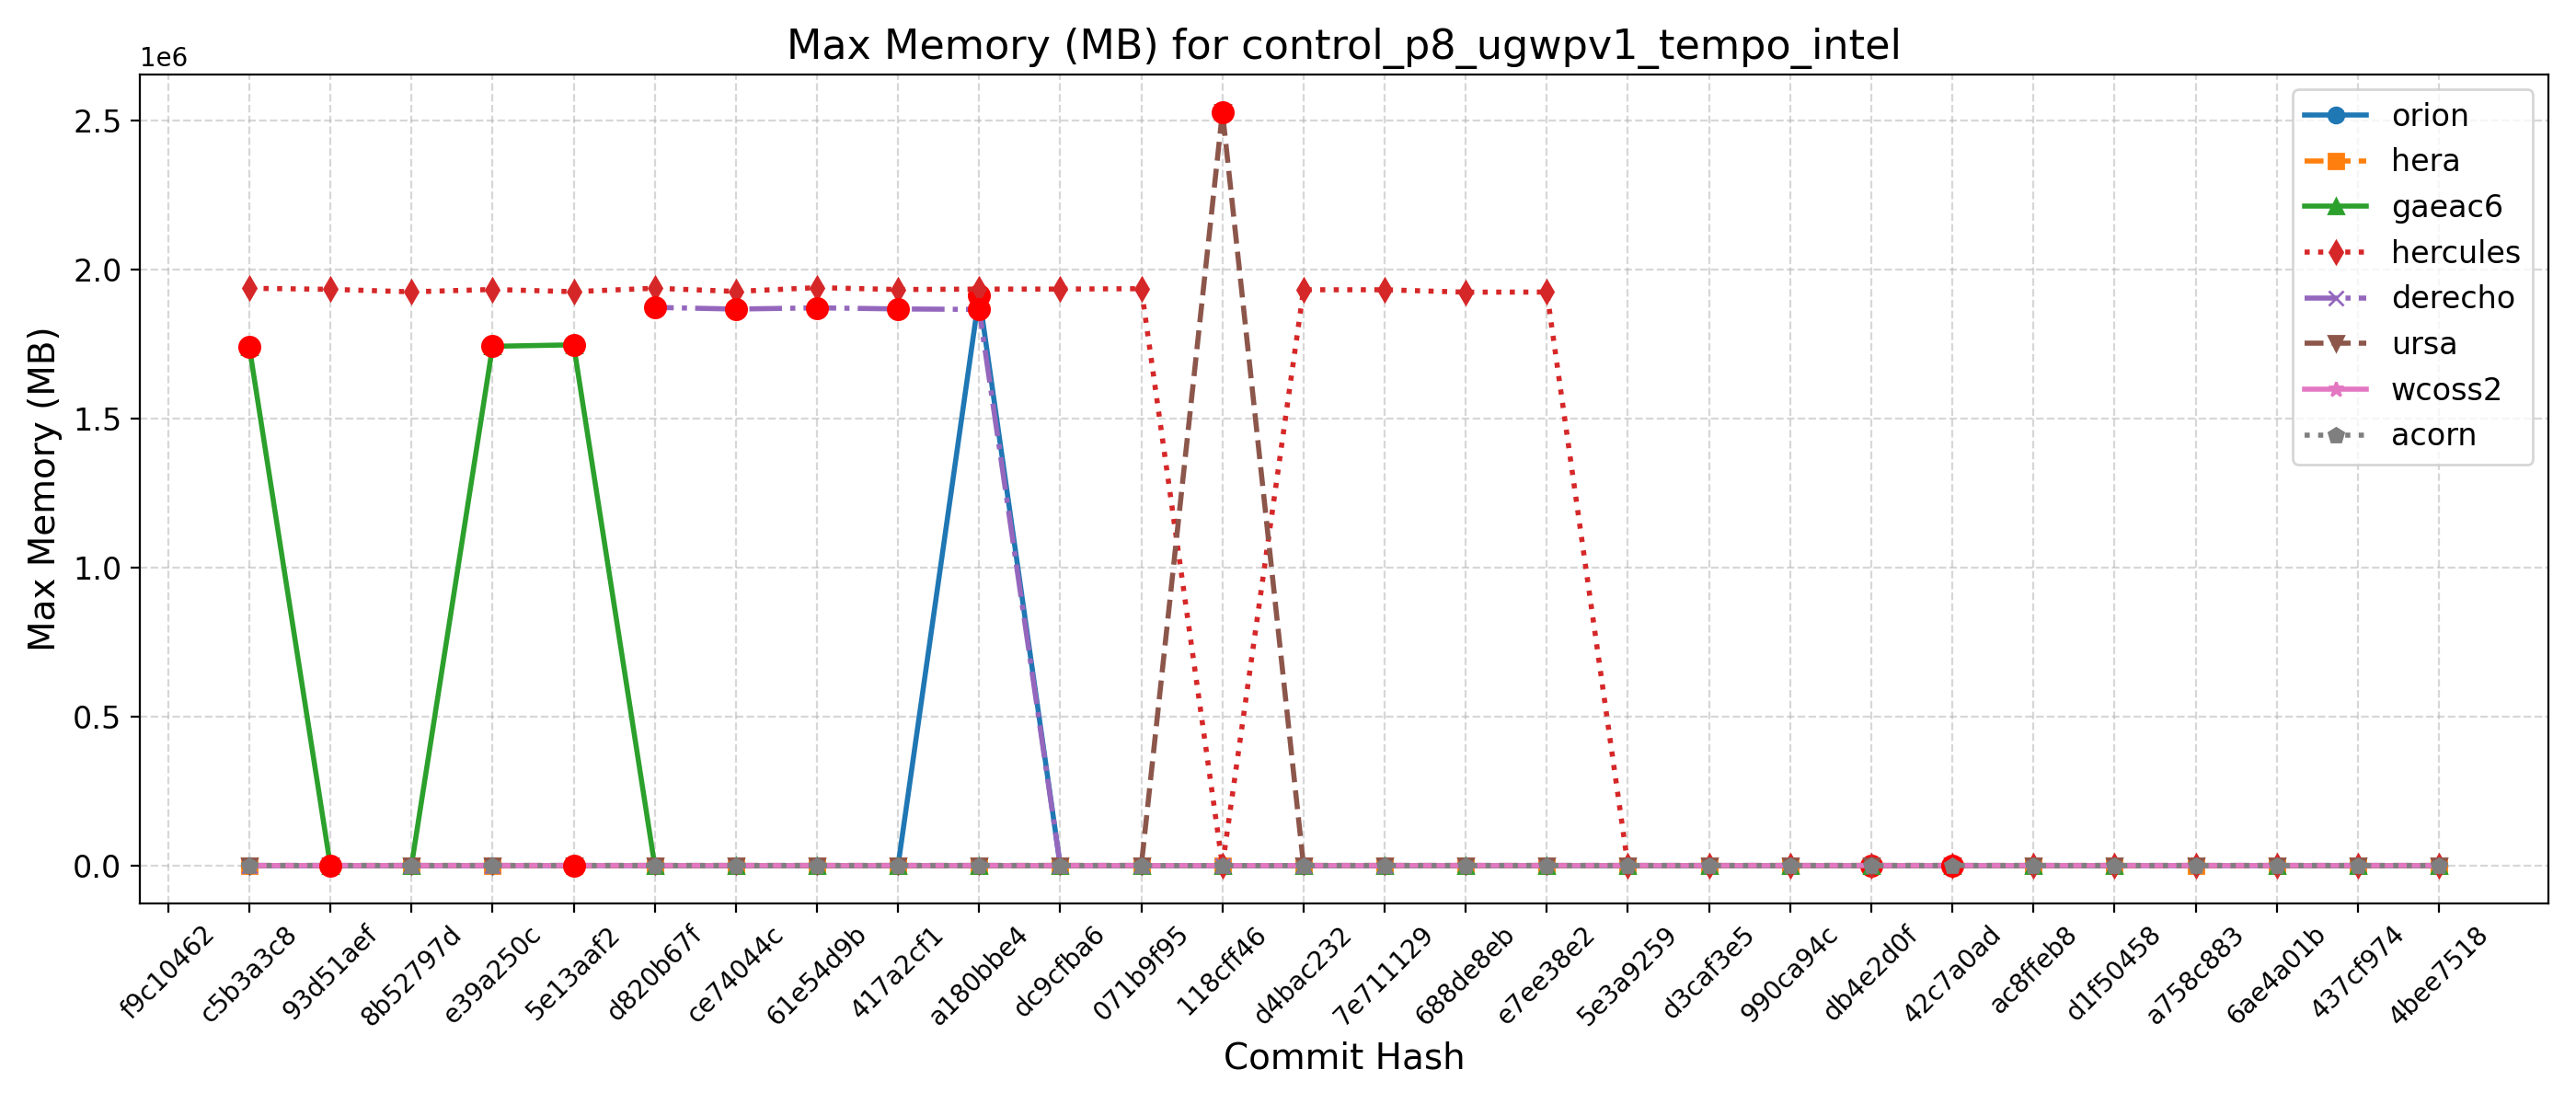 Max Memory (MB) for control_p8_ugwpv1_tempo_intel
1e6
2.5
2.0
1.5
1.0
0.5
0.0
Max Memory (MB)
orion
hera
gaeac6
hercules
derecho
ursa
wcoss2
acorn
f9c10462
c5b3a3c8
93d51aef
8b52797d
e39a250c
5e13aaf2
d820b67f
ce74044c
61e54d9b
417a2cf1
a180bbe4
dc9cfba6
071b9f95
118cff46
d4bac232
7e711129
688de8eb
e7ee38e2
5e3a9259
d3caf3e5
990ca94c
db4e2d0f
42c7a0ad
ac8ffeb8
d1f50458
a758c883
6ae4a01b
437cf974
4bee7518
Commit Hash